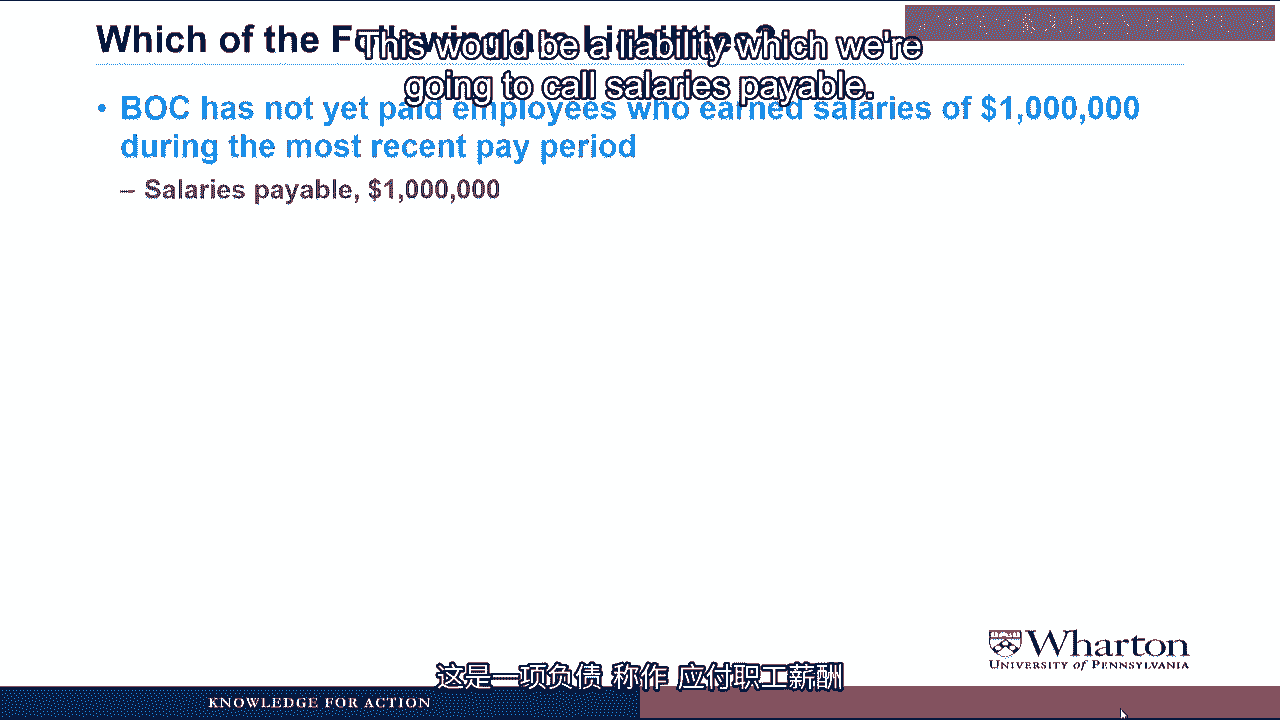 Which of the Following are Liabilities?
This would be a liability which we're
going to call salaries payable.
• BOC has not yet paid employees who earned salaries of $1,000,000
during the most recent pay period
– Salaries payable, $1,000,000
Wharton
UNIVERSITY of PENNSYLVANIA
这是一项负债 称作 应付职工薪酬
KNOWLEDGE FOR ACTION